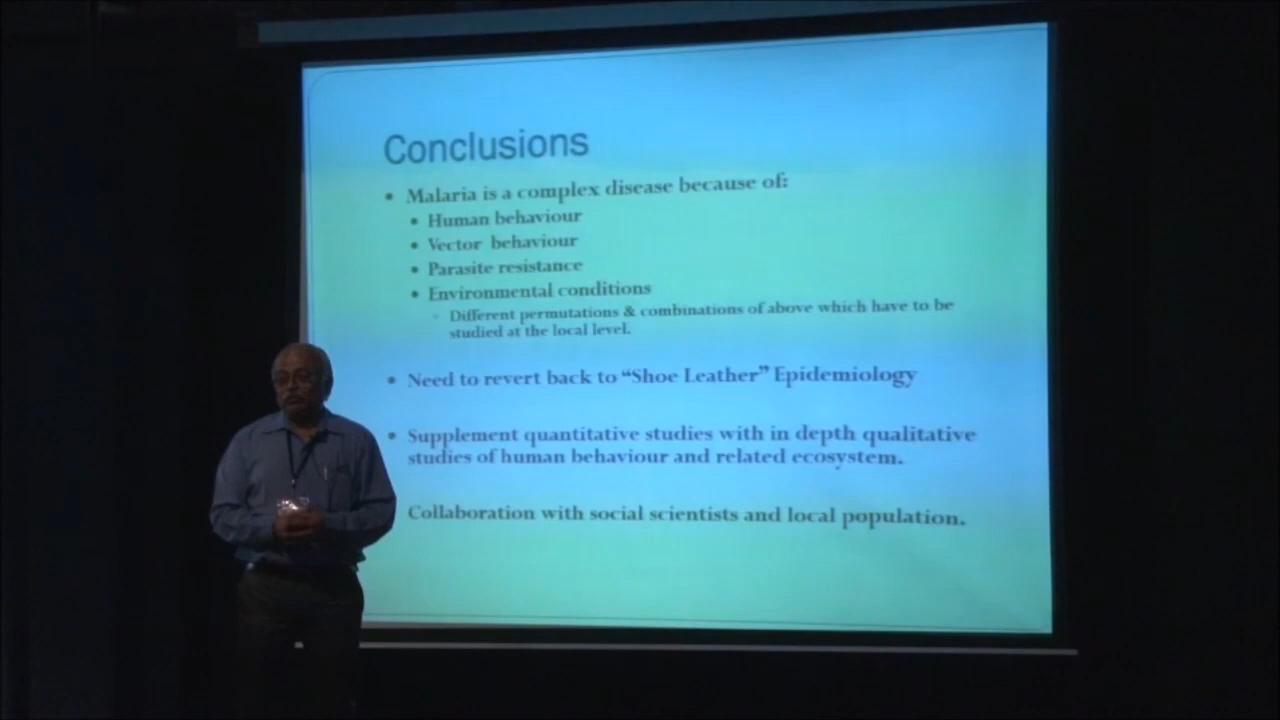 Conclusions
• Malaria is a complex disease because of:
• Human behaviour
• Vector behaviour
• Parasite resistance
• Environmental conditions
Different permutations & combinations of above which have to be
studied at the local level.
• Need to revert back to “Shoe Leather” Epidemiology
• Supplement quantitative studies with in depth qualitative
studies of human behaviour and related ecosystem.
Collaboration with social scientists and local population.